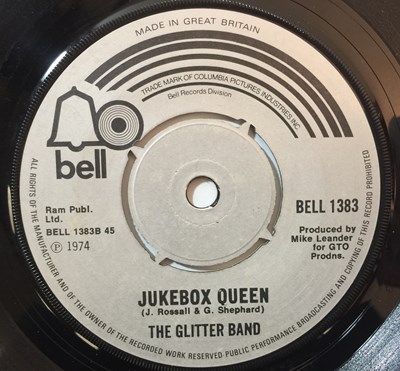 MADE IN GREAT BRITAIN
TRADE MARK OF COLUMBIA PICTURES INDUSTRIES INC.
Bell Records Division
bell
Ram Publ.
Ltd.
BELL 1383B 45
℗ 1974
BELL 1383
Produced by
Mike Leander
for GTO
Prodns.
JUKEBOX QUEEN
(J. Rossall & G. Shephard)
THE GLITTER BAND
ALL RIGHTS OF THE MANUFACTURER AND OF THE OWNER OF THE RECORDED WORK RESERVED·PUBLIC PERFORMANCE BROADCASTING AND COPYING OF THIS RECORD PROHIBITED